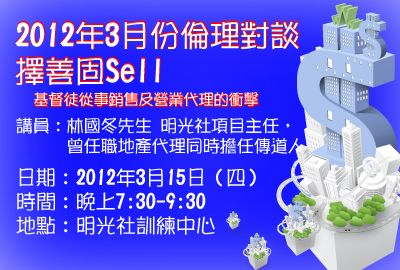 2012年3月份倫理對談
擇善固Sell
基督徒從事銷售及營業代理的衝擊
講員：林國冬先生 明光社項目主任，
曾任職地產代理同時擔任傳道人
日期：2012年3月15日（四）
時間：晚上7:30-9:30
地點：明光社訓練中心